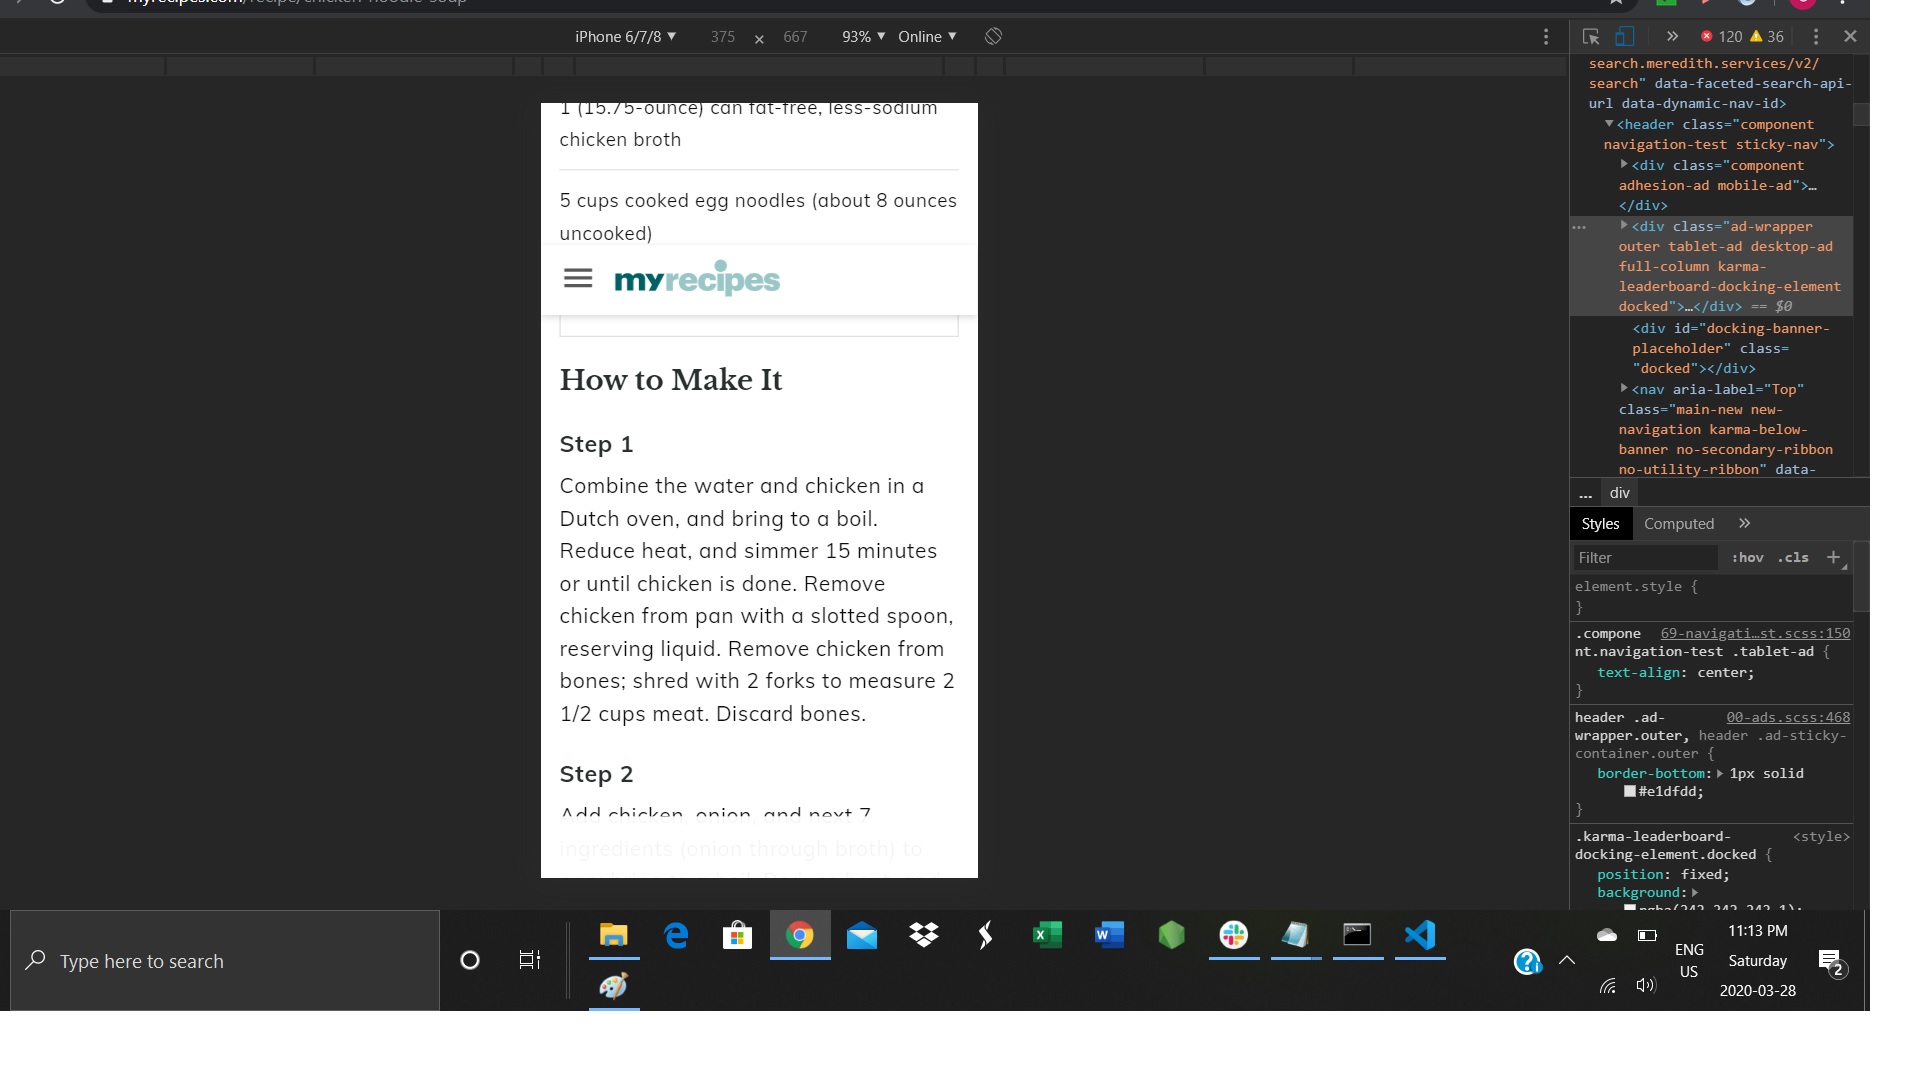 myrecipes.com/recipe/chicken-noodle-soup
iPhone 6/7/8 ▼ 375 × 667 93% ▼ Online ▼
120 36
1 (15.75-ounce) can fat-free, less-sodium
chicken broth
5 cups cooked egg noodles (about 8 ounces
uncooked)
myrecipes
How to Make It
Step 1
Combine the water and chicken in a
Dutch oven, and bring to a boil.
Reduce heat, and simmer 15 minutes
or until chicken is done. Remove
chicken from pan with a slotted spoon,
reserving liquid. Remove chicken from
bones; shred with 2 forks to measure 2
1/2 cups meat. Discard bones.
Step 2
Add chicken, onion, and next 7
ingredients (onion through broth) to
search.meredith.services/v2/
search" data-faceted-search-api-
url data-dynamic-nav-id>
▼<header class="component
navigation-test sticky-nav">
▶<div class="component
adhesion-ad mobile-ad">…
</div>
… ▶<div class="ad-wrapper
outer tablet-ad desktop-ad
full-column karma-
leaderboard-docking-element
docked">…</div> == $0
<div id="docking-banner-
placeholder" class=
"docked"></div>
▶<nav aria-label="Top"
class="main-new new-
navigation karma-below-
banner no-secondary-ribbon
no-utility-ribbon" data-
... div
Styles Computed »
Filter :hov .cls +
element.style {
}
.compone 69-navigati…st.scss:150
nt.navigation-test .tablet-ad {
text-align: center;
}
header .ad- 00-ads.scss:468
wrapper.outer, header .ad-sticky-
container.outer {
border-bottom:▶ 1px solid
#e1dfdd;
}
.karma-leaderboard- <style>
docking-element.docked {
position: fixed;
background:▶
rgba(243,243,243,1);
Type here to search
ENG
US
11:13 PM
Saturday
2020-03-28
2